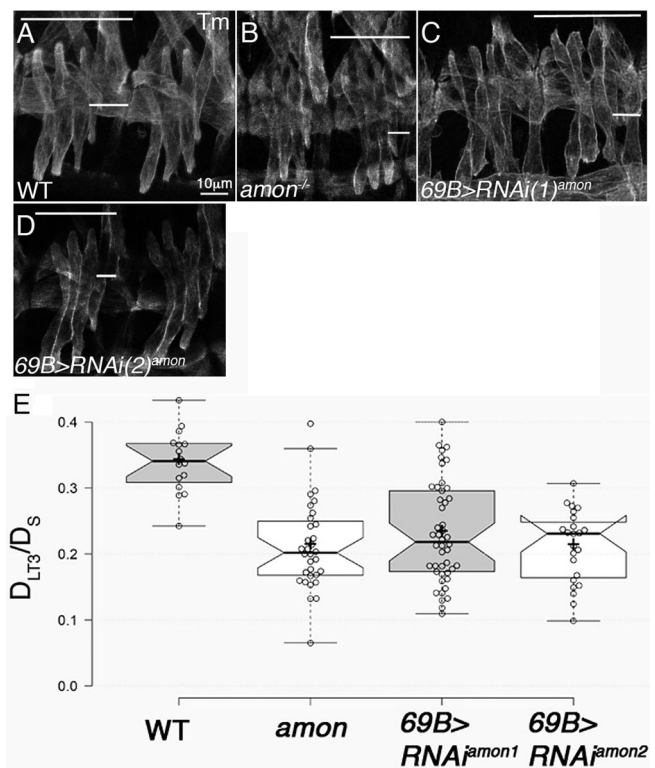 A
Tm
B
C
WT
10μm
amon-/-
69B>RNAi(1)amon
D
69B>RNAi(2)amon
E
0.4
0.3
0.2
0.1
0.0
DLT3/DS
WT
amon
69B>
RNAiamon1
69B>
RNAiamon2